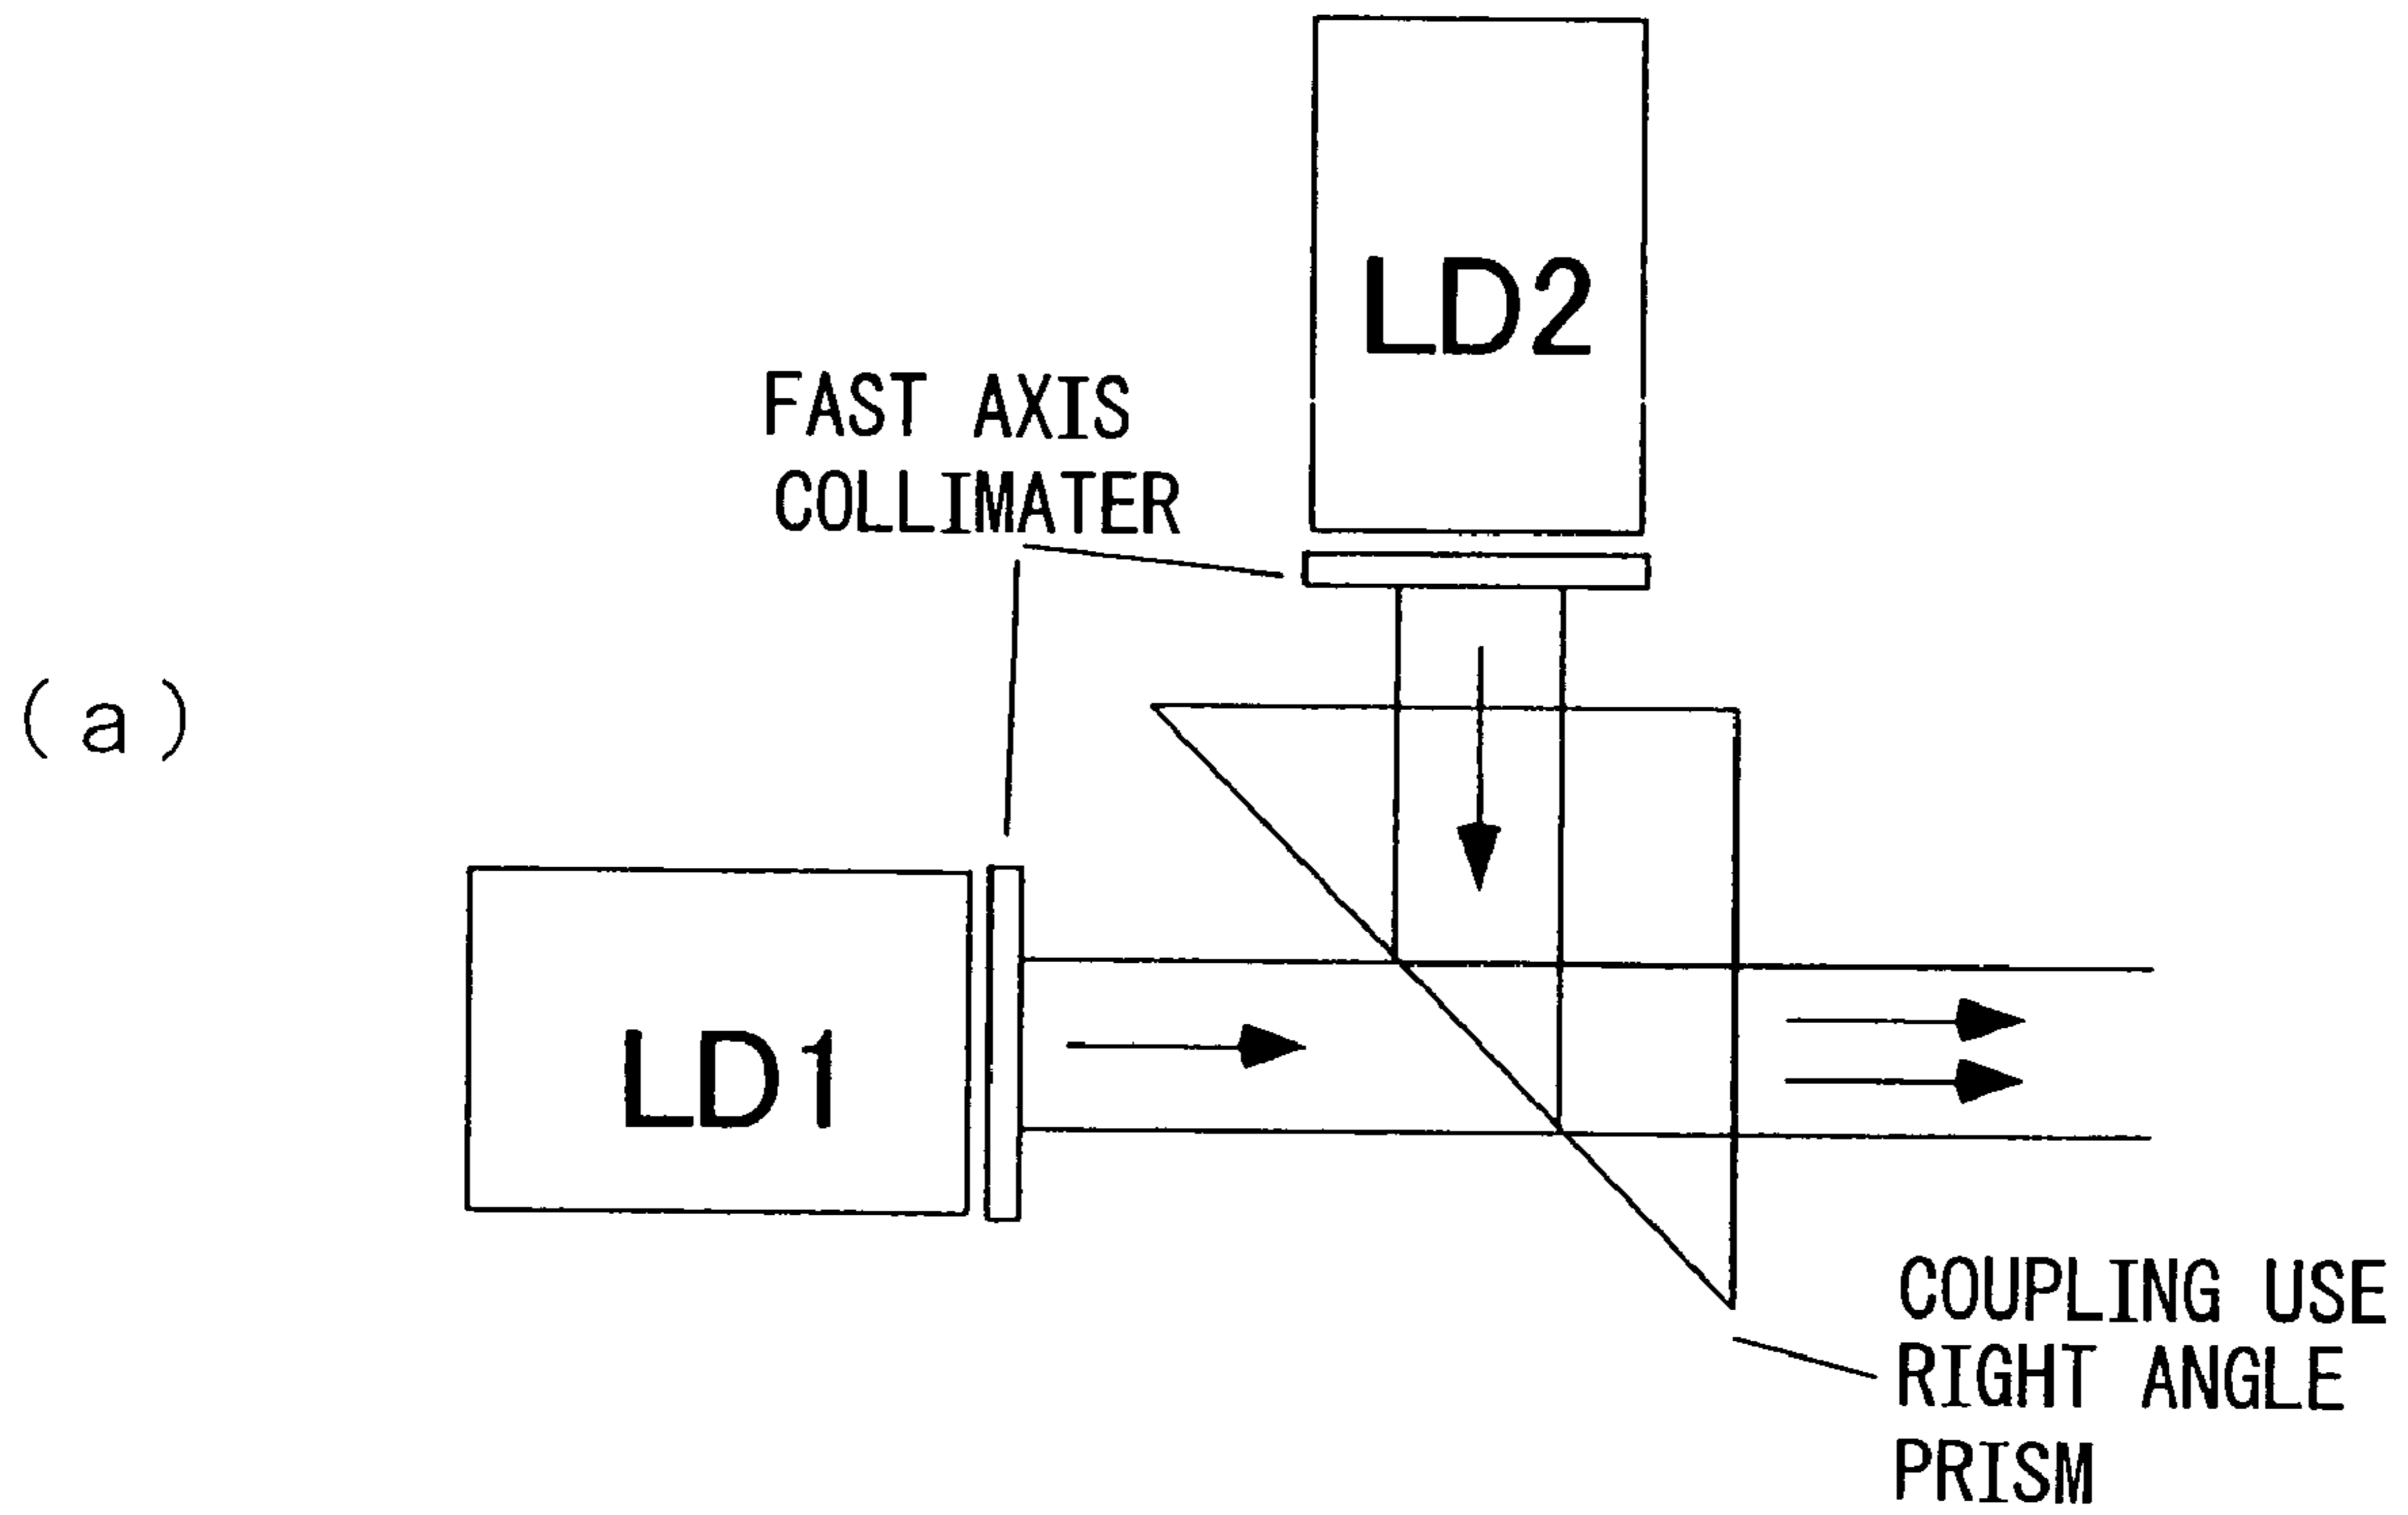 LD2
FAST AXIS
COLLIMATER
(a)
LD1
COUPLING USE
RIGHT ANGLE
PRISM